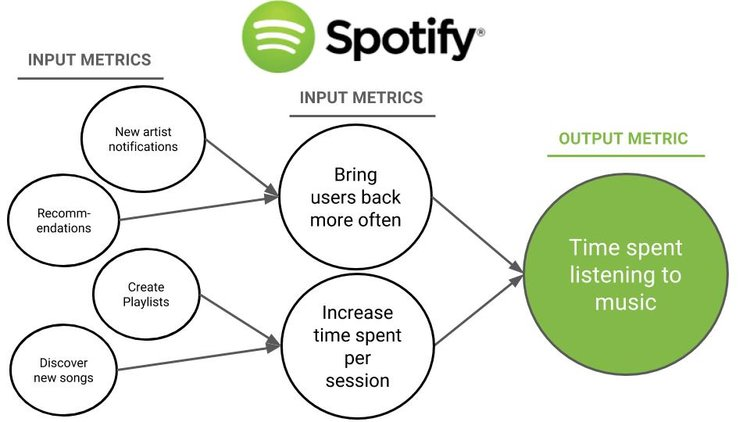 Spotify®
INPUT METRICS
INPUT METRICS
OUTPUT METRIC
New artist
notifications
Recomm-
endations
Create
Playlists
Discover
new songs
Bring
users back
more often
Increase
time spent
per
session
Time spent
listening to
music